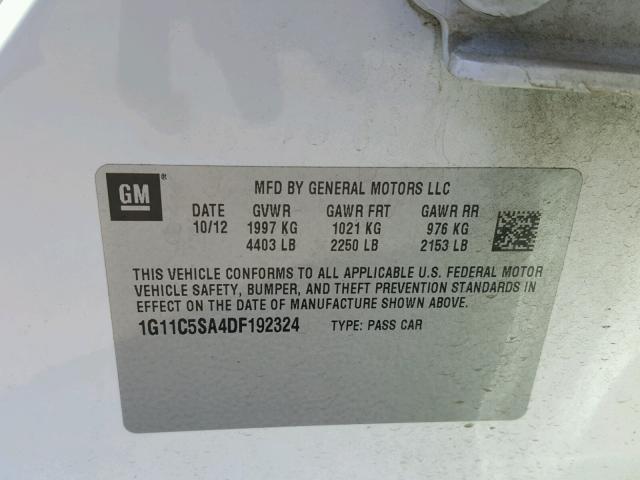 GM®
MFD BY GENERAL MOTORS LLC
DATE GVWR GAWR FRT GAWR RR
10/12 1997 KG 1021 KG 976 KG
4403 LB 2250 LB 2153 LB
THIS VEHICLE CONFORMS TO ALL APPLICABLE U.S. FEDERAL MOTOR
VEHICLE SAFETY, BUMPER, AND THEFT PREVENTION STANDARDS IN
EFFECT ON THE DATE OF MANUFACTURE SHOWN ABOVE.
1G11C5SA4DF192324 TYPE: PASS CAR